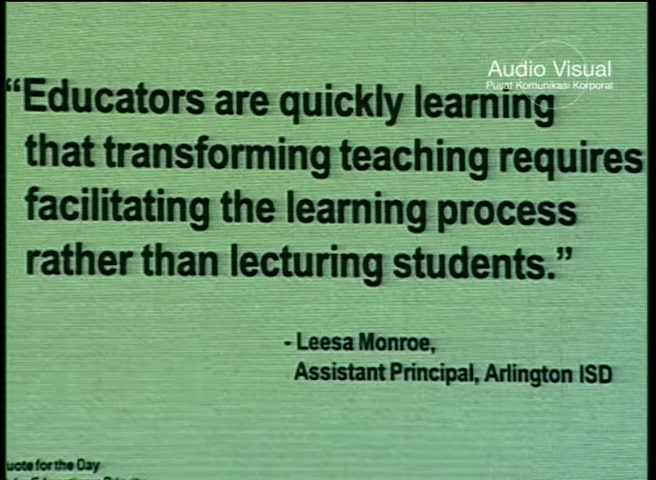 Audio Visual
Pusat Komunikasi Korporat
“Educators are quickly learning
that transforming teaching requires
facilitating the learning process
rather than lecturing students.”
- Leesa Monroe,
Assistant Principal, Arlington ISD
uote for the Day